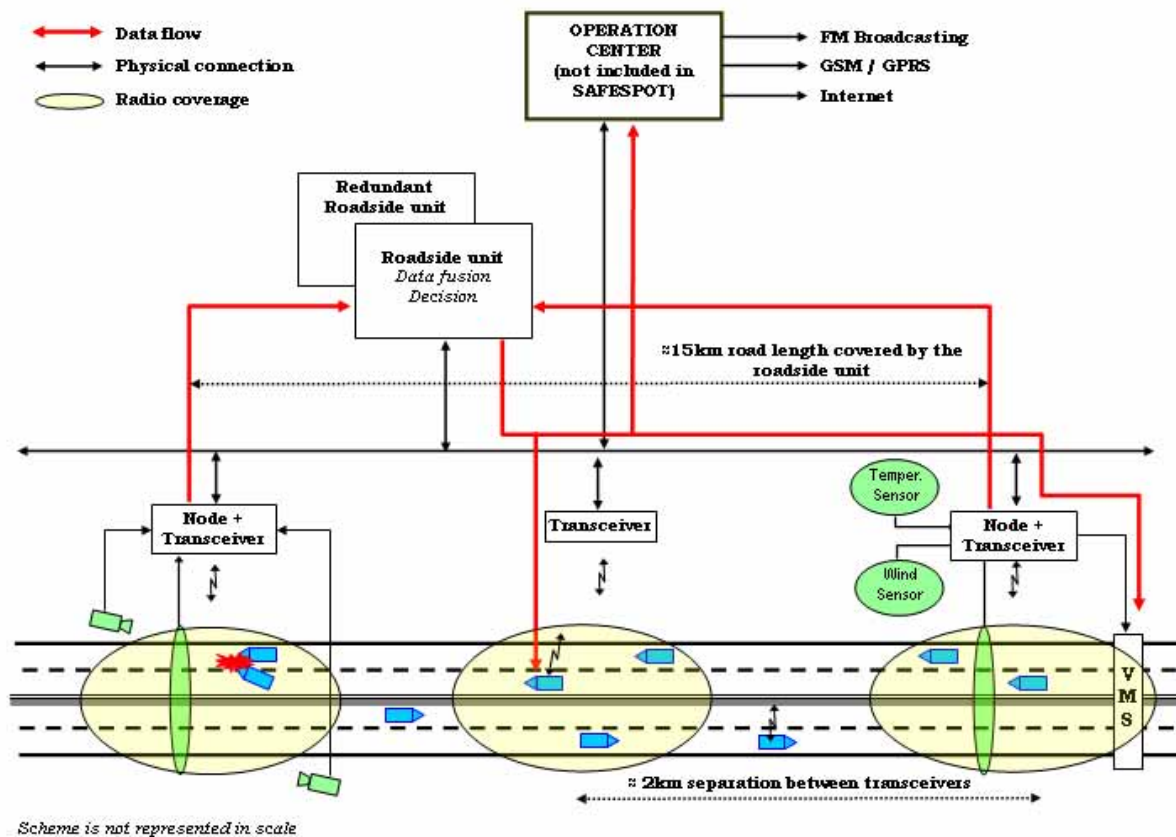 Data flow
Physical connection
Radio coverage
OPERATION
CENTER
(not included in
SAFESPOT)
FM Broadcasting
GSM / GPRS
Internet
Redundant
Roadside unit
Roadside unit
Data fusion
Decision
≈15km road length covered by the
roadside unit
Node +
Transceiver
Transceiver
Temper.
Sensor
Wind
Sensor
Node +
Transceiver
V
M
S
≈ 2km separation between transceivers
Scheme is not represented in scale